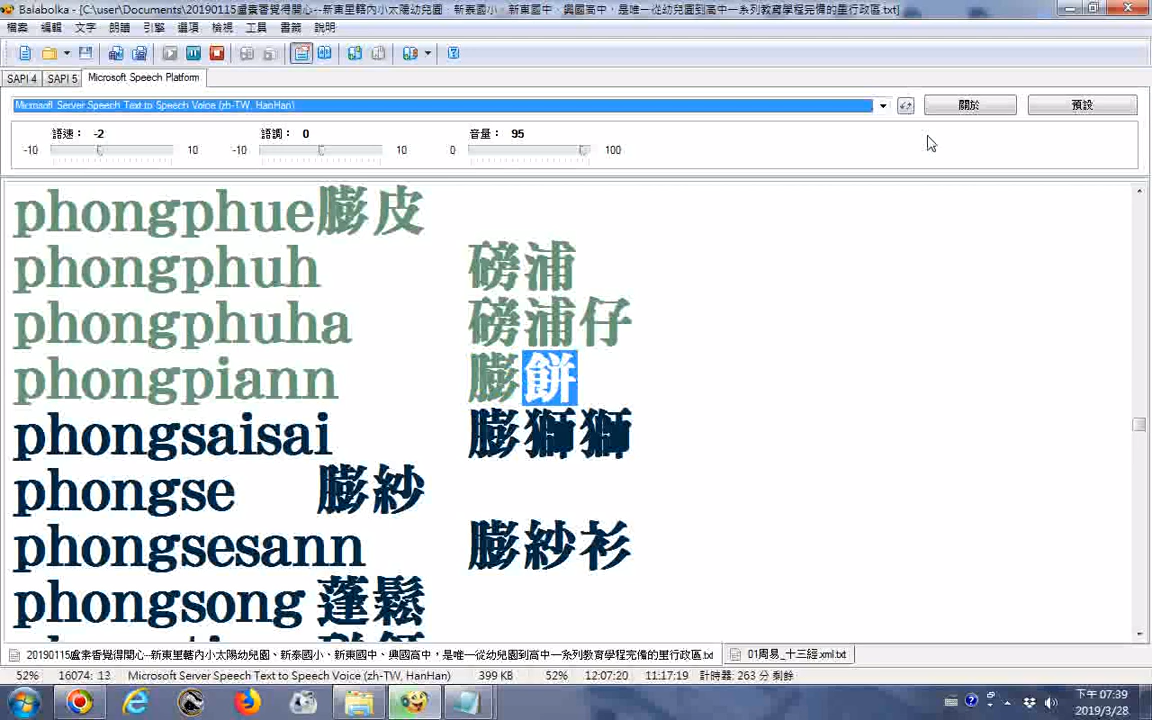 Balabolka - [C:\user\Documents\20190115盧素香覺得開心--新東里轄內小太陽幼兒園、新泰國小、新東國中、興國高中，是唯一從幼兒園到高中一系列教育學程完備的里行政區.txt]
檔案 編輯 文字 朗讀 引擎 選項 檢視 工具 書籤 說明
SAPI 4 SAPI 5 Microsoft Speech Platform
Microsoft Server Speech Text to Speech Voice (zh-TW, HanHan) 關於 預設
語速： -2 語調： 0 音量： 95
-10 10 -10 10 0 100
phongphue膨皮
phongphuh 磅浦
phongphuha 磅浦仔
phongpiann 膨餅
phongsaisai 膨獅獅
phongse 膨紗
phongsesann 膨紗衫
phongsong 蓬鬆
20190115盧素香覺得開心--新東里轄內小太陽幼兒園、新泰國小、新東國中、興國高中，是唯一從幼兒園到高中一系列教育學程完備的里行政區.txt 01周易_十三經.xml.txt
52% 16074: 13 Microsoft Server Speech Text to Speech Voice (zh-TW, HanHan) 399 KB 52% 12:07:20 11:17:19 計時器: 263 分 剩餘
下午 07:39
2019/3/28